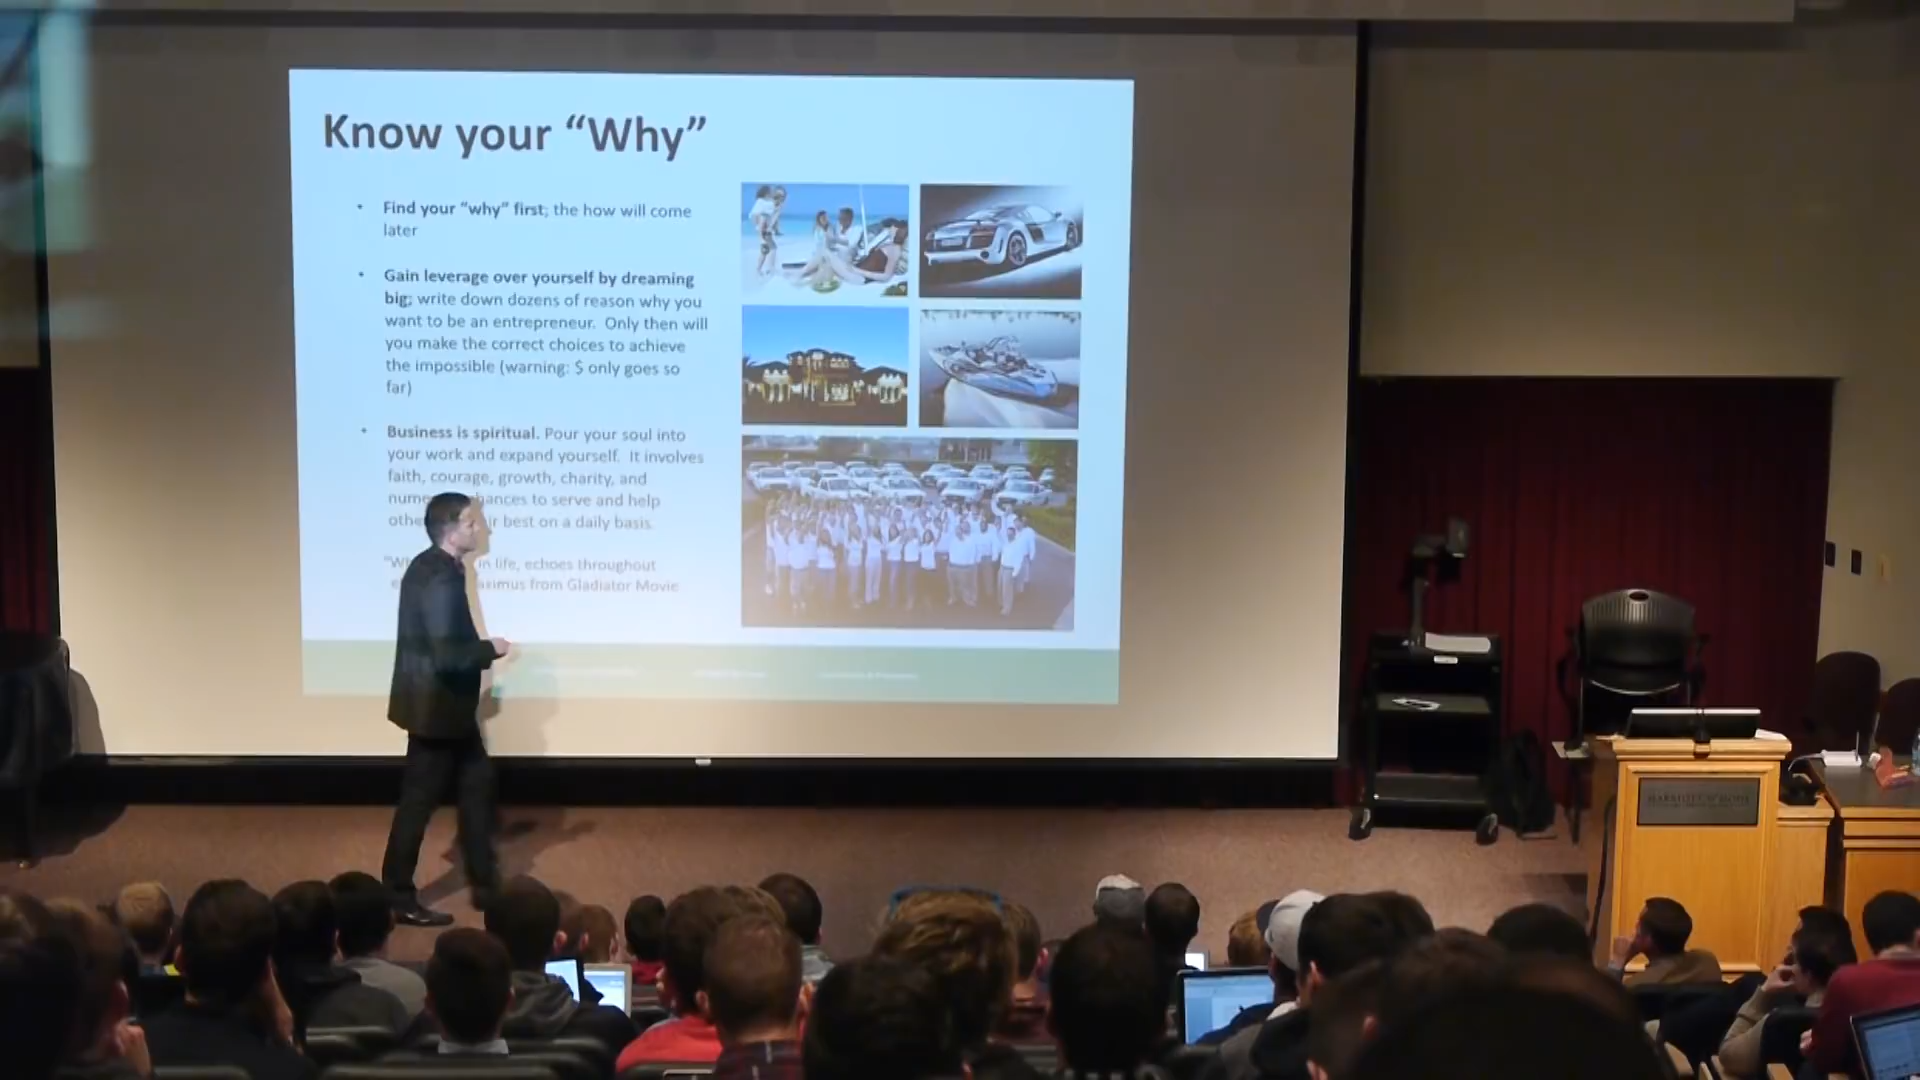 Know your “Why”
• Find your “why” first; the how will come
later
• Gain leverage over yourself by dreaming
big; write down dozens of reason why you
want to be an entrepreneur. Only then will
you make the correct choices to achieve
the impossible (warning: $ only goes so
far)
• Business is spiritual. Pour your soul into
your work and expand yourself. It involves
faith, courage, growth, charity, and
to serve and help
best on a daily basis.
in life, echoes throughout
from Gladiator Movie
MARRIOTT SCHOOL